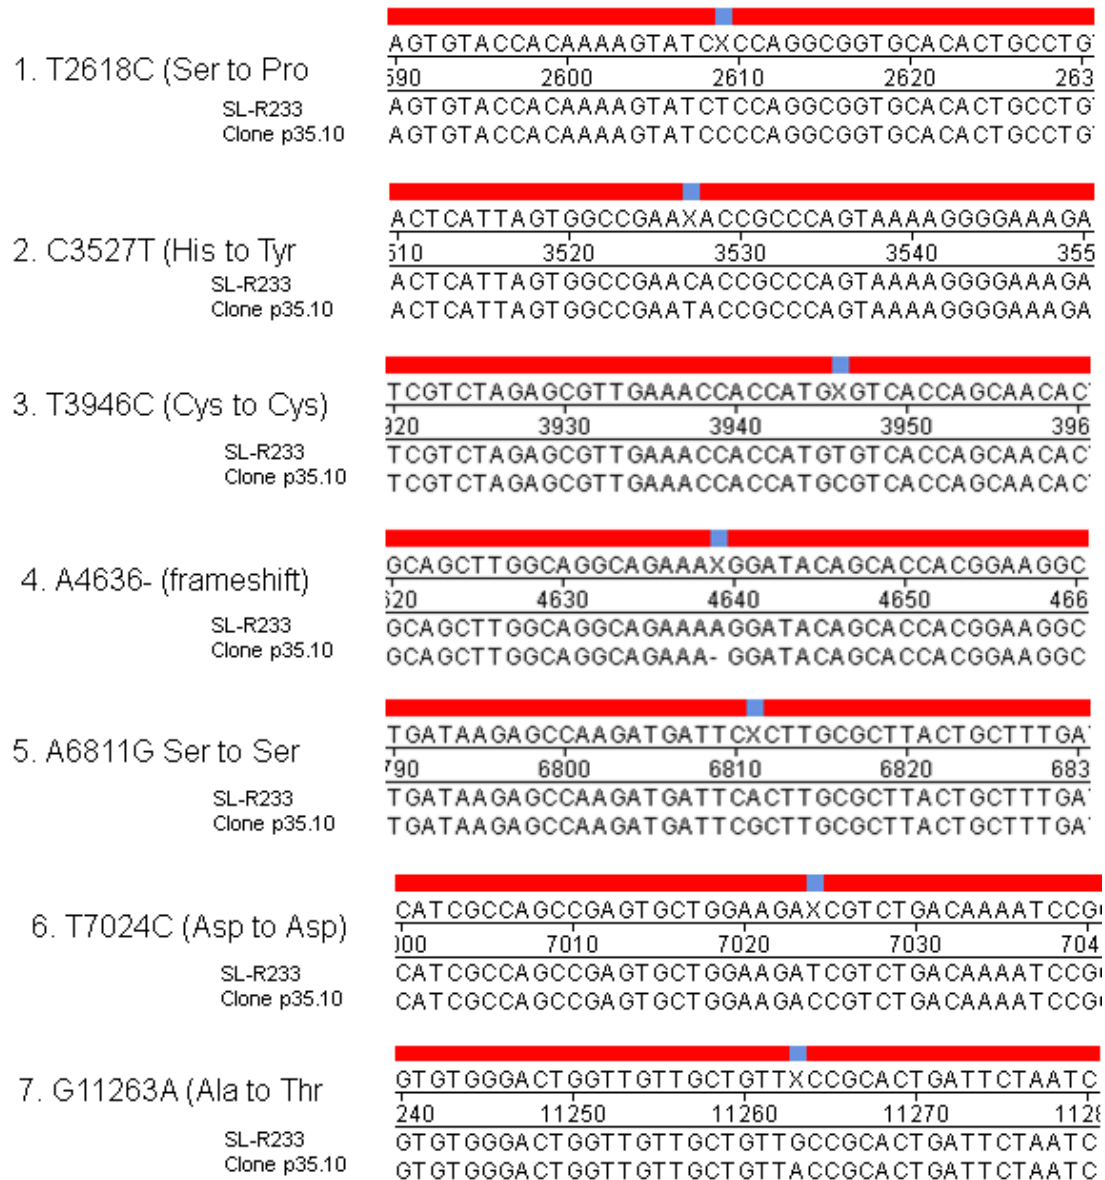 AGTGTACCACAAAAGTATCXCCAGGCGGTGCACACTGCCTG
1. T2618C (Ser to Pro
590 2600 2610 2620 263
SL-R233 AGTGTACCACAAAAGTATCTCCAGGCGGTGCACACTGCCTG
Clone p35.10 AGTGTACCACAAAAGTATCCCCAGGCGGTGCACACTGCCTG
ACTCATTAGTGGCCGAAXACCGCCCAGTAAAAGGGGAAAGA
2. C3527T (His to Tyr
510 3520 3530 3540 355
SL-R233 ACTCATTAGTGGCCGAACACCGCCCAGTAAAAGGGGAAAGA
Clone p35.10 ACTCATTAGTGGCCGAATACCGCCCAGTAAAAGGGGAAAGA
TCGTCTAGAGCGTTGAAACCACCATGXGTCACCAGCAACAC
3. T3946C (Cys to Cys)
920 3930 3940 3950 396
SL-R233 TCGTCTAGAGCGTTGAAACCACCATGTGTCACCAGCAACAC
Clone p35.10 TCGTCTAGAGCGTTGAAACCACCATGCGTCACCAGCAACAC
GCAGCTTGGCAGGCAGAAAXGGATACAGCACCACGGAAGGC
4. A4636- (frameshift)
620 4630 4640 4650 466
SL-R233 GCAGCTTGGCAGGCAGAAAAGGATACAGCACCACGGAAGGC
Clone p35.10 GCAGCTTGGCAGGCAGAAA- GGATACAGCACCACGGAAGGC
TGATAAGAGCCAAGATGATTCXCTTGCGCTTACTGCTTTGA
5. A6811G Ser to Ser
790 6800 6810 6820 683
SL-R233 TGATAAGAGCCAAGATGATTCACTTGCGCTTACTGCTTTGA
Clone p35.10 TGATAAGAGCCAAGATGATTCGCTTGCGCTTACTGCTTTGA
CATCGCCAGCCGAGTGCTGGAAGAXCGTCTGACAAAATCCG
6. T7024C (Asp to Asp)
000 7010 7020 7030 704
SL-R233 CATCGCCAGCCGAGTGCTGGAAGATCGTCTGACAAAATCCG
Clone p35.10 CATCGCCAGCCGAGTGCTGGAAGACCGTCTGACAAAATCCG
GTGTGGGACTGGTTGTTGCTGTTXCCGCACTGATTCTAATC
7. G11263A (Ala to Thr
240 11250 11260 11270 1128
SL-R233 GTGTGGGACTGGTTGTTGCTGTTGCCGCACTGATTCTAATC
Clone p35.10 GTGTGGGACTGGTTGTTGCTGTTACCGCACTGATTCTAATC